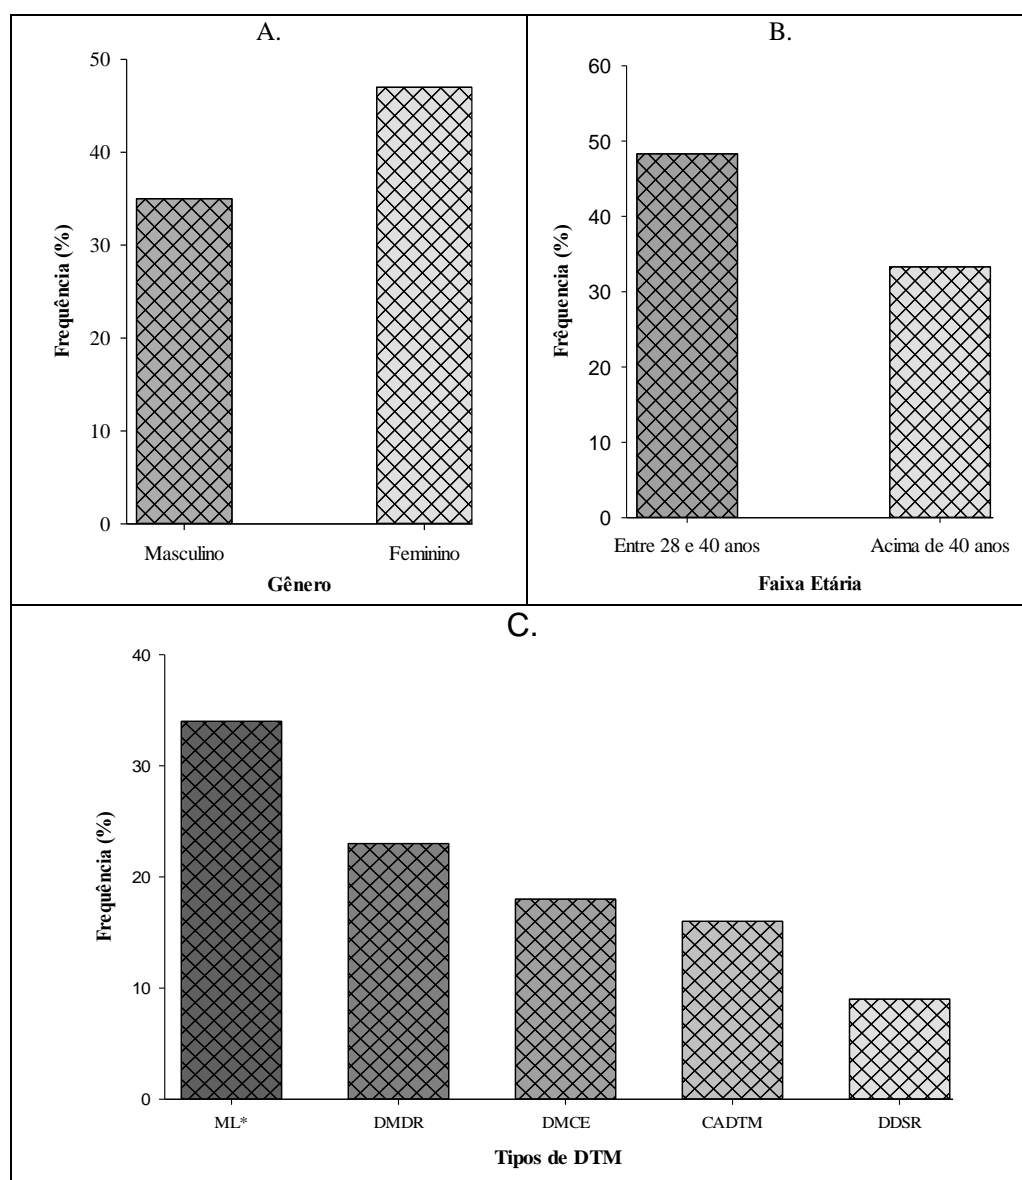 A.
50
40
30
20
10
0
Frequência (%)
Masculino
Feminino
Gênero
B.
60
50
40
30
20
10
0
Frêquencia (%)
Entre 28 e 40 anos
Acima de 40 anos
Faixa Etária
C.
40
30
20
10
0
Frequência (%)
ML*
DMDR
DMCE
CADTM
DDSR
Tipos de DTM